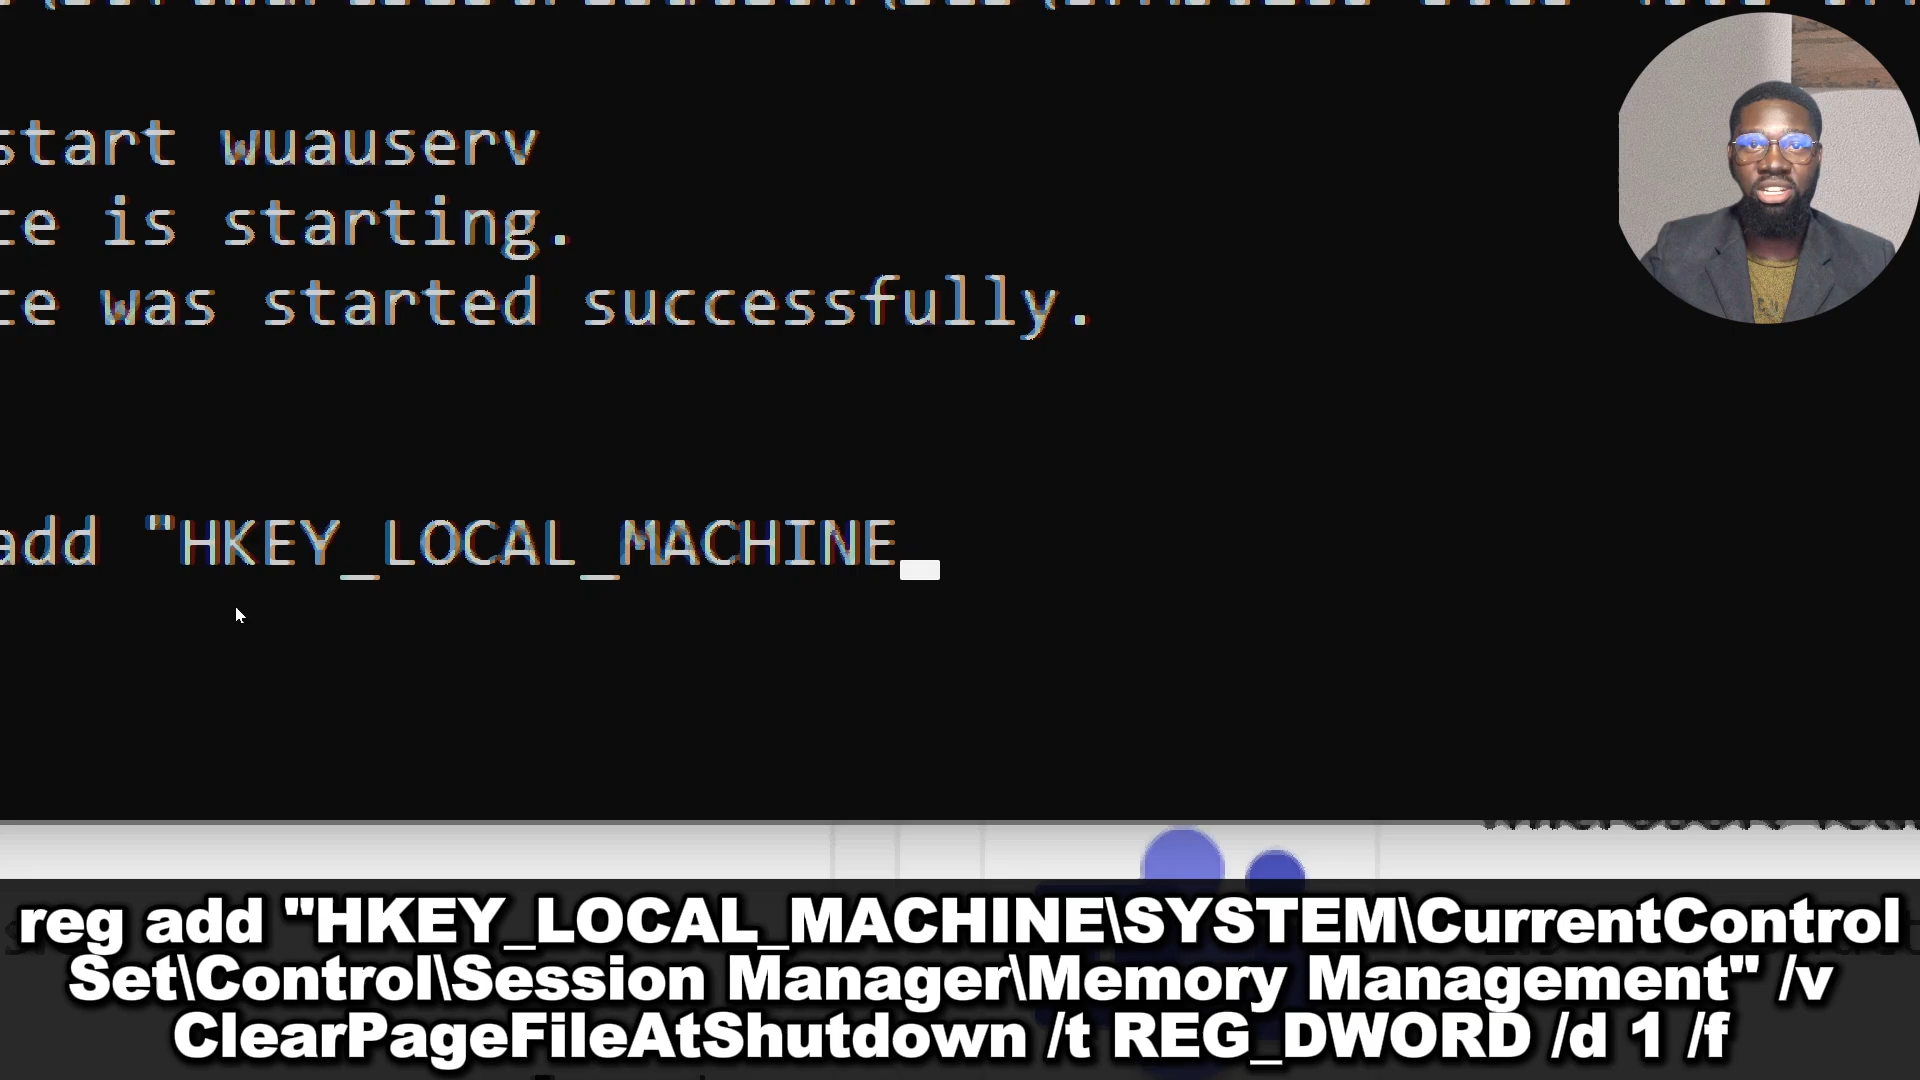 start wuauserv
te is starting.
te was started successfully.
add "HKEY_LOCAL_MACHINE
reg add "HKEY_LOCAL_MACHINE\SYSTEM\CurrentControl
Set\Control\Session Manager\Memory Management" /v
ClearPageFileAtShutdown /t REG_DWORD /d 1 /f